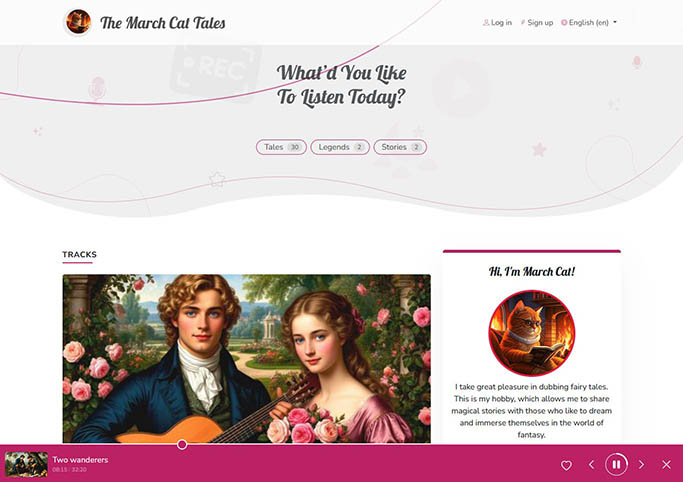 The March Cat Tales
Log in
Sign up
English (en)
REC
What'd You Like
To Listen Today?
Tales 30
Legends 2
Stories 2
TRACKS
Hi, I'm March Cat!
I take great pleasure in dubbing fairy tales.
This is my hobby, which allows me to share
magical stories with those who like to dream
and immerse themselves in the world of
fantasy.
Two wanderers
08:15 / 32:20